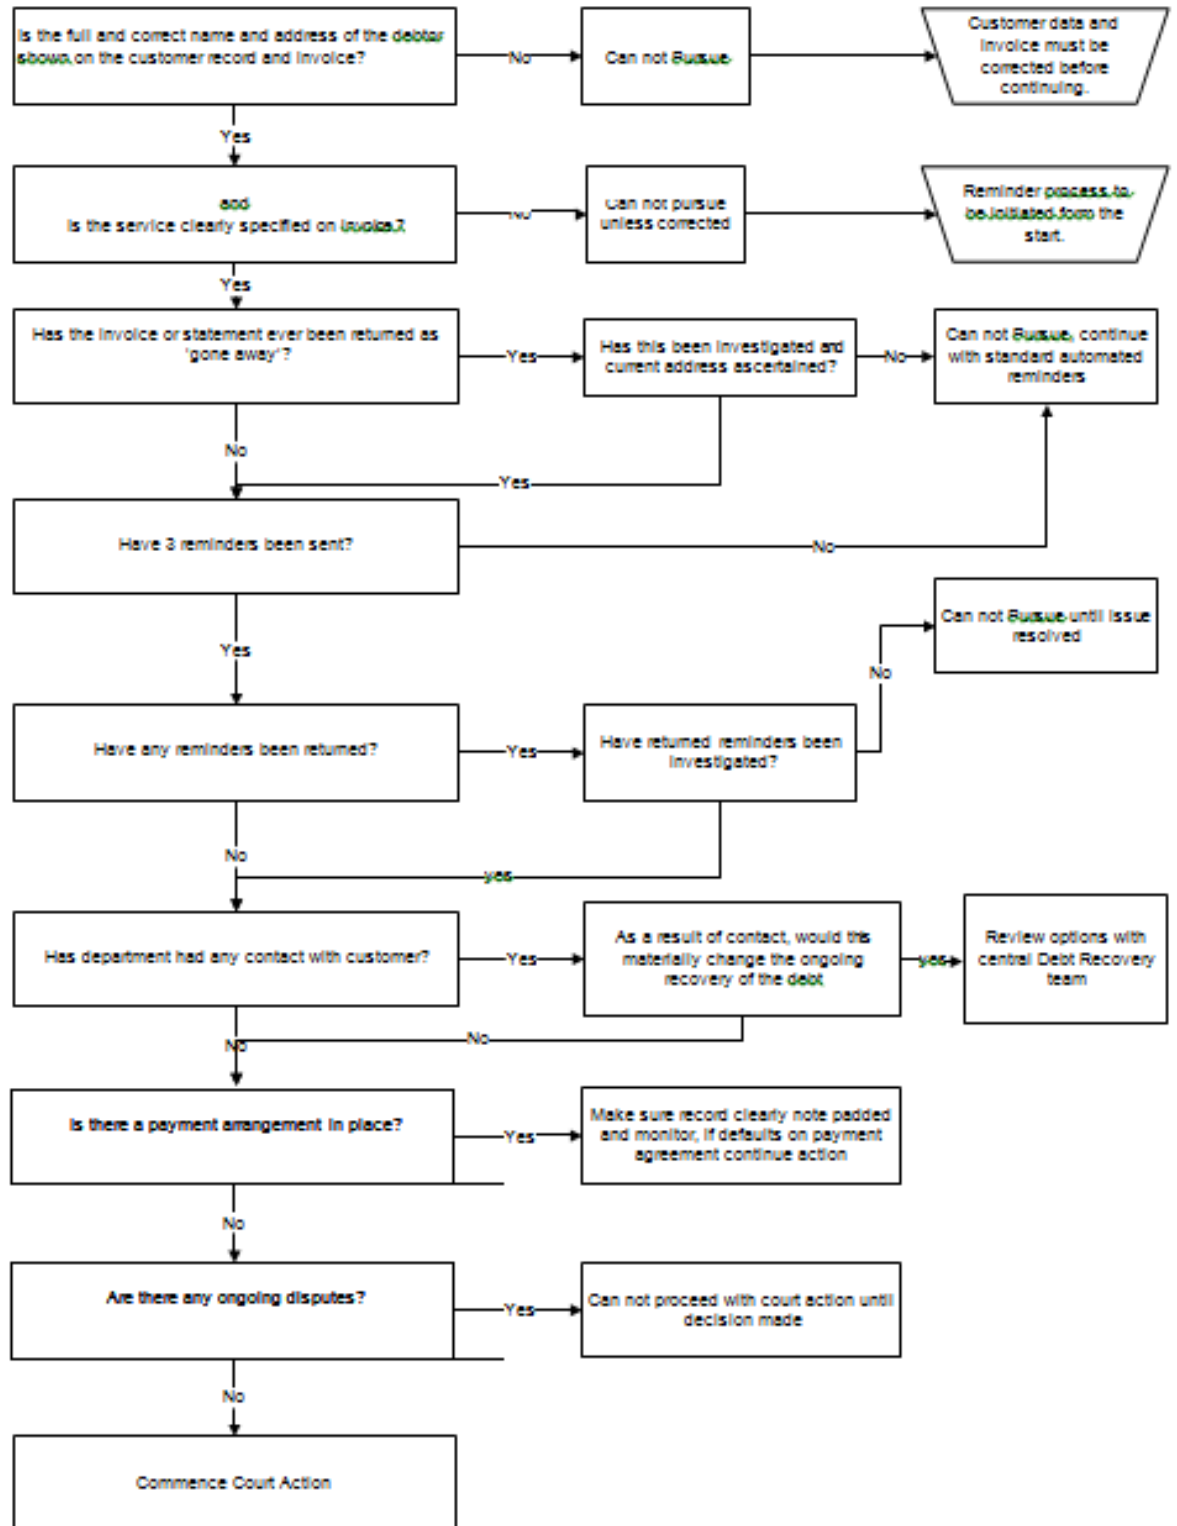 Is the full and correct name and address of the debtor
shown on the customer record and invoice?
No
Can not Pursue
Customer data and
invoice must be
corrected before
continuing.
Yes
and
Is the service clearly specified on invoice?
No
Can not pursue
unless corrected
Reminder process to
be initiated form the
start.
Yes
Has the invoice or statement ever been returned as
'gone away'?
Yes
Has this been investigated and
current address ascertained?
No
Can not Pursue, continue
with standard automated
reminders
No
Yes
Have 3 reminders been sent?
No
Yes
Can not Pursue until issue
resolved
No
Have any reminders been returned?
Yes
Have returned reminders been
investigated?
No
yes
Has department had any contact with customer?
Yes
As a result of contact, would this
materially change the ongoing
recovery of the debt
yes
Review options with
central Debt Recovery
team
No
No
Is there a payment arrangement in place?
Yes
Make sure record clearly note padded
and monitor, if defaults on payment
agreement continue action
No
Are there any ongoing disputes?
Yes
Can not proceed with court action until
decision made
No
Commence Court Action